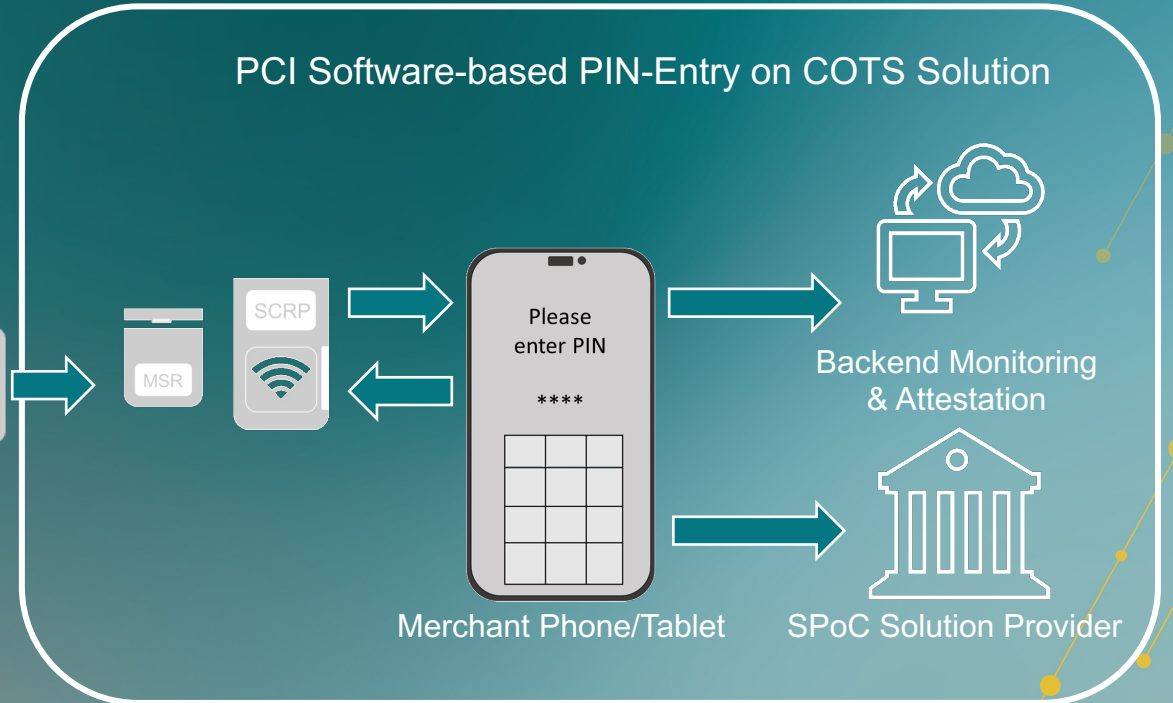 PCI Software-based PIN-Entry on COTS Solution
SCRP
MSR
Please
enter PIN
****
Backend Monitoring
& Attestation
Merchant Phone/Tablet
SPoC Solution Provider